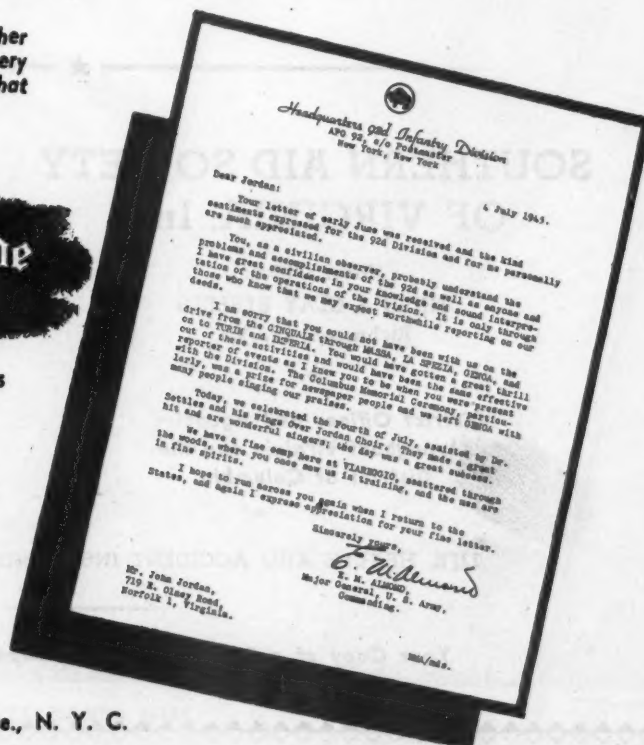 her
ery
hat
ne
s
e., N. Y. C.
Headquarters 92d Infantry Division
APO 92, c/o Postmaster
New York, New York
4 July 1945.
Dear Jordan:
Your letter of early June was received and the kind
sentiments expressed for the 92d Division and for me personally
are much appreciated.
You, as a civilian observer, probably understand the
problems and accomplishments of the 92d as well as anyone and
I have great confidence in your knowledge and sound interpre-
tation of the operations of the Division. It is only through
those who know that we may expect worthwhile reporting on our
deeds.
I am sorry that you could not have been with us on the
drive from the CINQUALE through MASSA, LA SPEZIA, GENOA, and
on to TURIN and IMPERIA. You would have gotten a great thrill
out of these activities and would have been the same effective
reporter of events as I knew you to be when you were present
with the Division. The Columbus Memorial Ceremony, particu-
larly, was a paradise for newspaper people as we lay, GENOA with
many people singing our praise.
Today, we celebrated the Fourth of July, assisted by Dr.
Settles and his Wings Over Jordan Choir. They made a great
hit and are wonderful singers; the day was a great success.
We have a fine camp here at VIAREGGIO, scattered through
the woods, where you once saw us in training, and the men are
in fine spirits.
I hope to run across you again when I return to the
States, and again I express appreciation for your fine letter.
Sincerely yours,
E. M. ALMOND,
Major General, U. S. Army,
Commanding.
Mr. John Jordan,
719 E. Olney Road,
Norfolk 1, Virginia.
SOUTHERN AID SOCIETY
OF VIRGINIA, Inc.